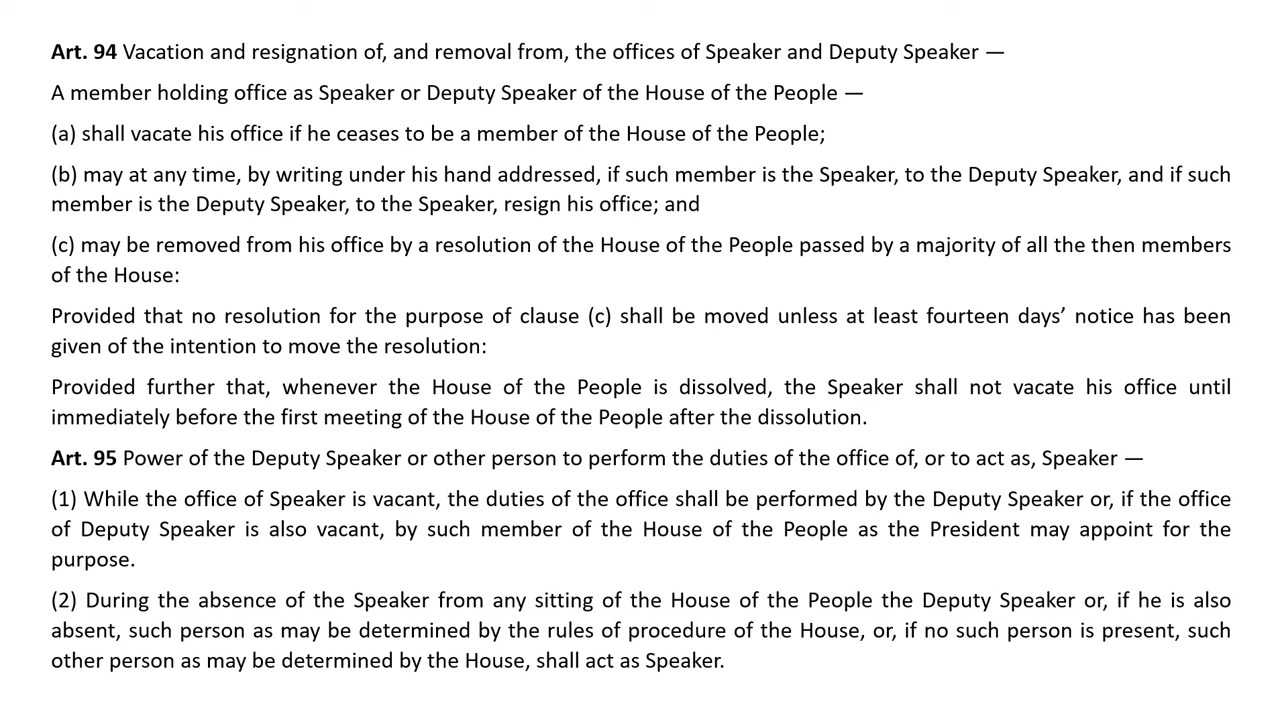 Art. 94 Vacation and resignation of, and removal from, the offices of Speaker and Deputy Speaker —
A member holding office as Speaker or Deputy Speaker of the House of the People —
(a) shall vacate his office if he ceases to be a member of the House of the People;
(b) may at any time, by writing under his hand addressed, if such member is the Speaker, to the Deputy Speaker, and if such
member is the Deputy Speaker, to the Speaker, resign his office; and
(c) may be removed from his office by a resolution of the House of the People passed by a majority of all the then members
of the House:
Provided that no resolution for the purpose of clause (c) shall be moved unless at least fourteen days’ notice has been
given of the intention to move the resolution:
Provided further that, whenever the House of the People is dissolved, the Speaker shall not vacate his office until
immediately before the first meeting of the House of the People after the dissolution.
Art. 95 Power of the Deputy Speaker or other person to perform the duties of the office of, or to act as, Speaker —
(1) While the office of Speaker is vacant, the duties of the office shall be performed by the Deputy Speaker or, if the office
of Deputy Speaker is also vacant, by such member of the House of the People as the President may appoint for the
purpose.
(2) During the absence of the Speaker from any sitting of the House of the People the Deputy Speaker or, if he is also
absent, such person as may be determined by the rules of procedure of the House, or, if no such person is present, such
other person as may be determined by the House, shall act as Speaker.